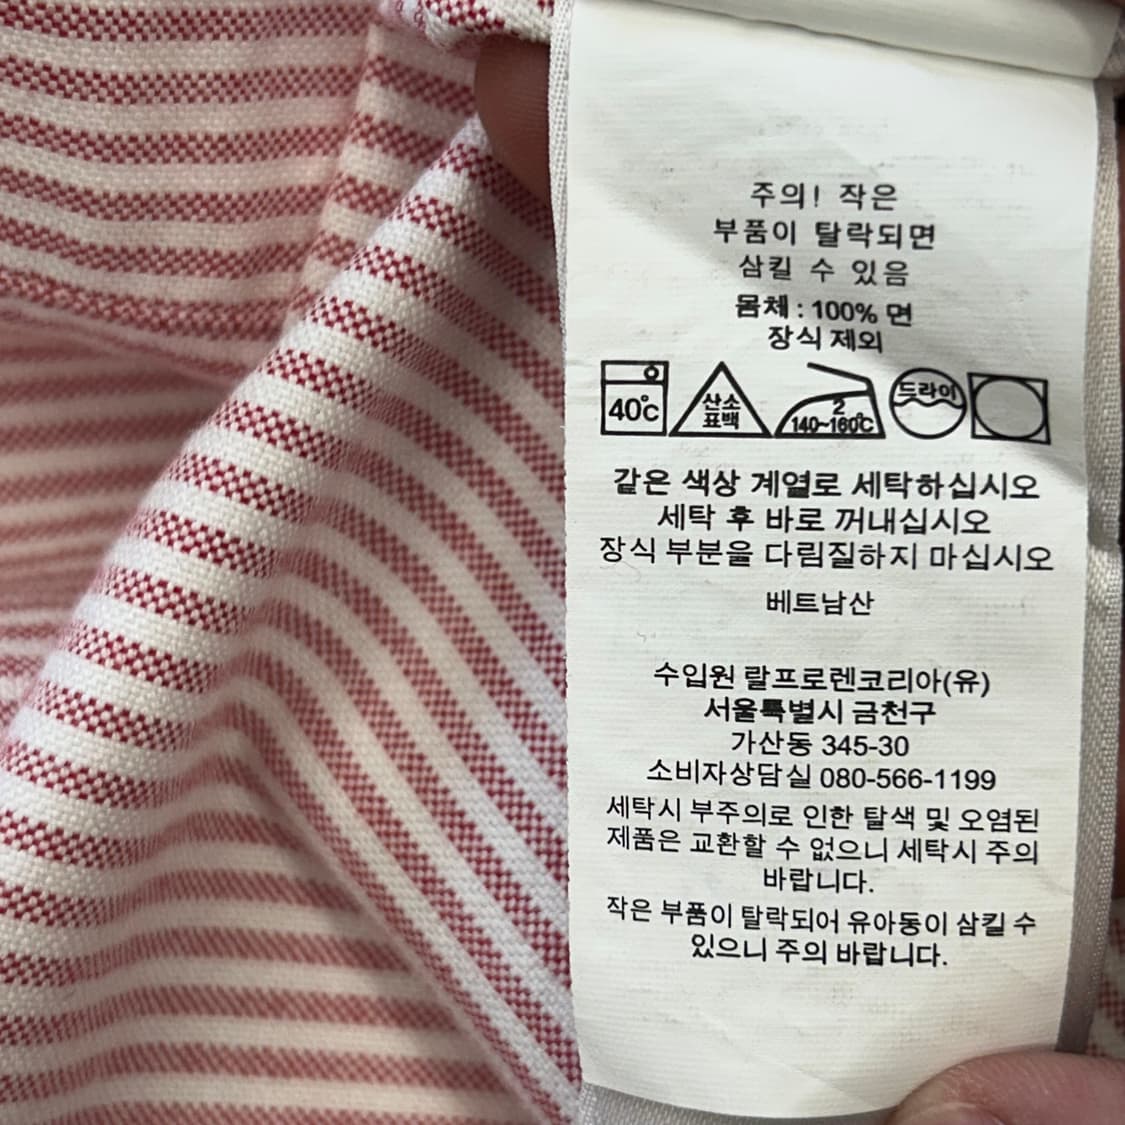 주의! 작은
부품이 탈락되면
삼킬 수 있음
몸체 : 100% 면
장식 제외
40℃
산소
표백
2
140~160℃
드라이
같은 색상 계열로 세탁하십시오
세탁 후 바로 꺼내십시오
장식 부분을 다림질하지 마십시오
베트남산
수입원 랄프로렌코리아(유)
서울특별시 금천구
가산동 345-30
소비자상담실 080-566-1199
세탁시 부주의로 인한 탈색 및 오염된
제품은 교환할 수 없으니 세탁시 주의
바랍니다.
작은 부품이 탈락되어 유아동이 삼킬 수
있으니 주의 바랍니다.